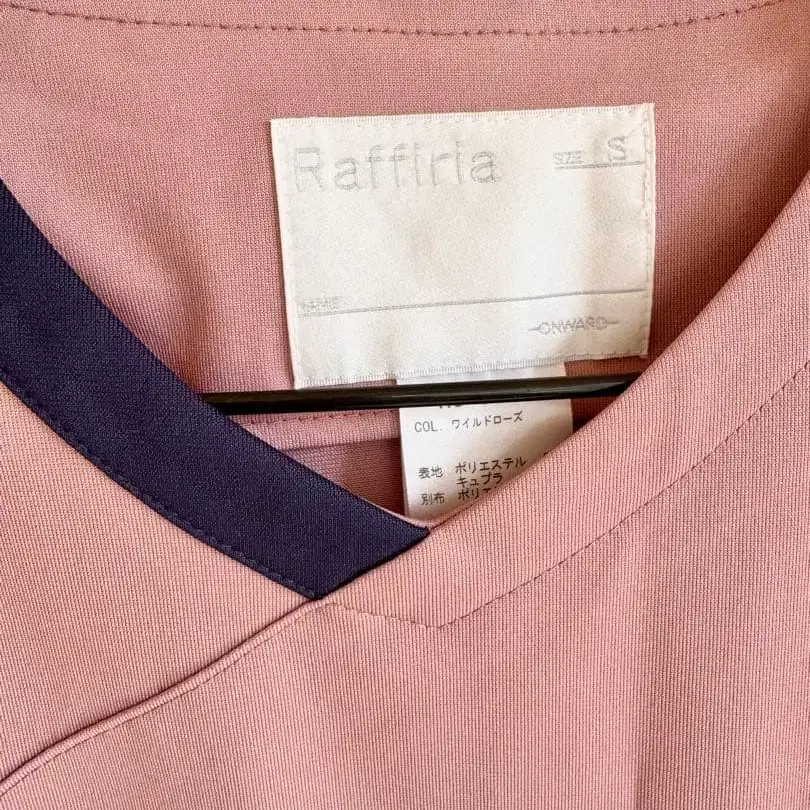 Raffiria
SIZE S
NAME
ONWARD
COL. ワイルドローズ
表地 ポリエステル
キュプラ
別布 ポリエ